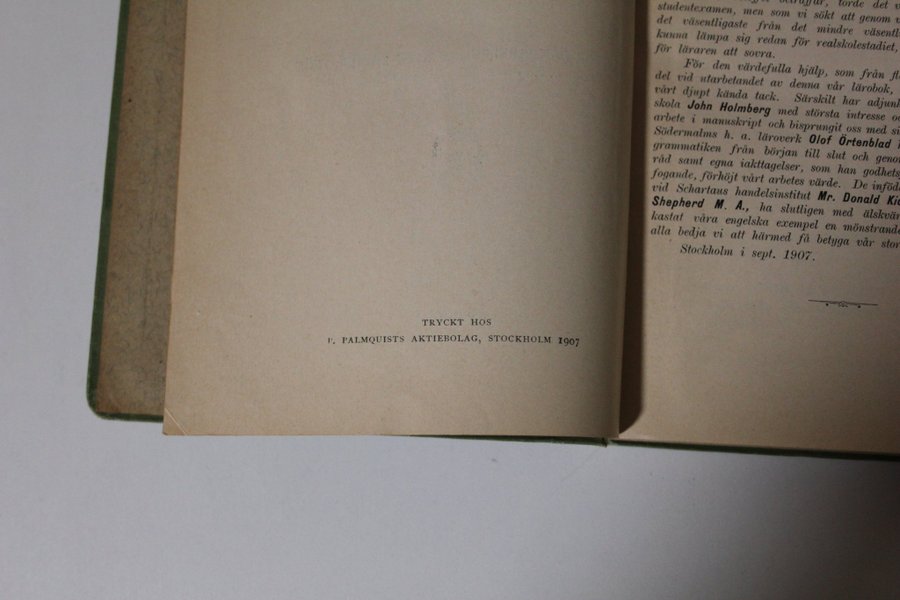 TRYCKT HOS
PALMQUISTS AKTIEBOLAG, STOCKHOLM 1907
torde det
studentexamen, men som vi sökt att genom
det väsentligaste från det mindre
kunna lämpa sig redan för realskolestadiet,
för läraren att sovra.
För den värdefulla hjälp, som från
del vid utarbetandet av denna vår lärobok,
vårt djupt kända tack. Särskilt har
skola John Holmberg med största intresse
arbete i manuskript och bisprungit oss med
Södermalms h. a. läroverk Olof Örtenblad
grammatiken från början till slut och
råd samt egna iakttagelser, som han
fogande, förhöjt vårt arbetes värde. De
vid Schartaus handelsinstitut Mr. Donald
Shepherd M. A., ha slutligen med
kastat våra engelska exempel en
alla bedja vi att härmed få betyga vår
Stockholm i sept. 1907.